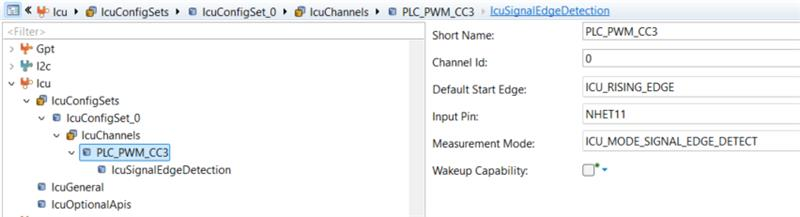 Icu IcuConfigSets IcuConfigSet_0 IcuChannels PLC_PWM_CC3 IcuSignalEdgeDetection
<Filter>
Gpt
I2c
Icu
IcuConfigSets
IcuConfigSet_0
IcuChannels
PLC_PWM_CC3
IcuSignalEdgeDetection
IcuGeneral
IcuOptionalApis
Short Name: PLC_PWM_CC3
Channel Id: 0
Default Start Edge: ICU_RISING_EDGE
Input Pin: NHET11
Measurement Mode: ICU_MODE_SIGNAL_EDGE_DETECT
Wakeup Capability: